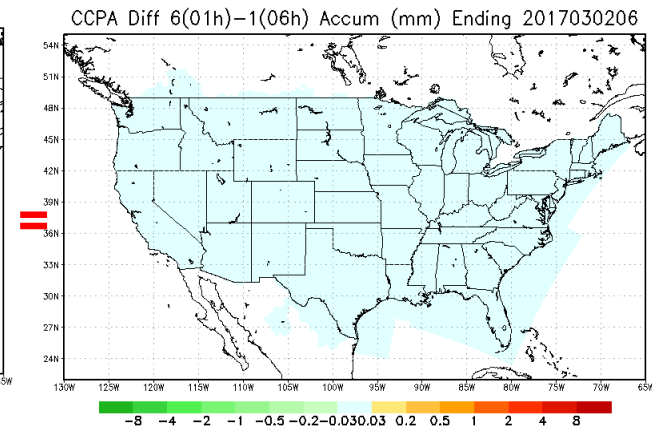 CCPA Diff 6(01h)−1(06h) Accum (mm) Ending 2017030206
54N
51N
48N
45N
42N
39N
36N
33N
30N
27N
24N
5W 130W 125W 120W 115W 110W 105W 100W 95W 90W 85W 80W 75W 70W 65W
−8 −4 −2 −1 −0.5 −0.2 −0.03 0.03 0.2 0.5 1 2 4 8